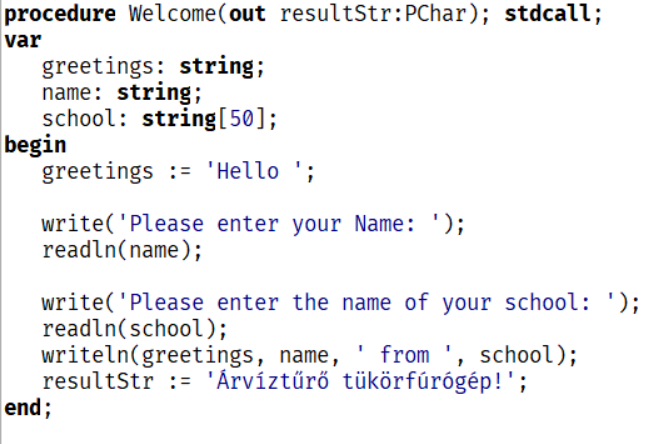 procedure Welcome(out resultStr:PChar); stdcall;
var
   greetings: string;
   name: string;
   school: string[50];
begin
   greetings := 'Hello ';

   write('Please enter your Name: ');
   readln(name);

   write('Please enter the name of your school: ');
   readln(school);
   writeln(greetings, name, ' from ', school);
   resultStr := 'Árvíztűrő tükörfúrógép!';
end;